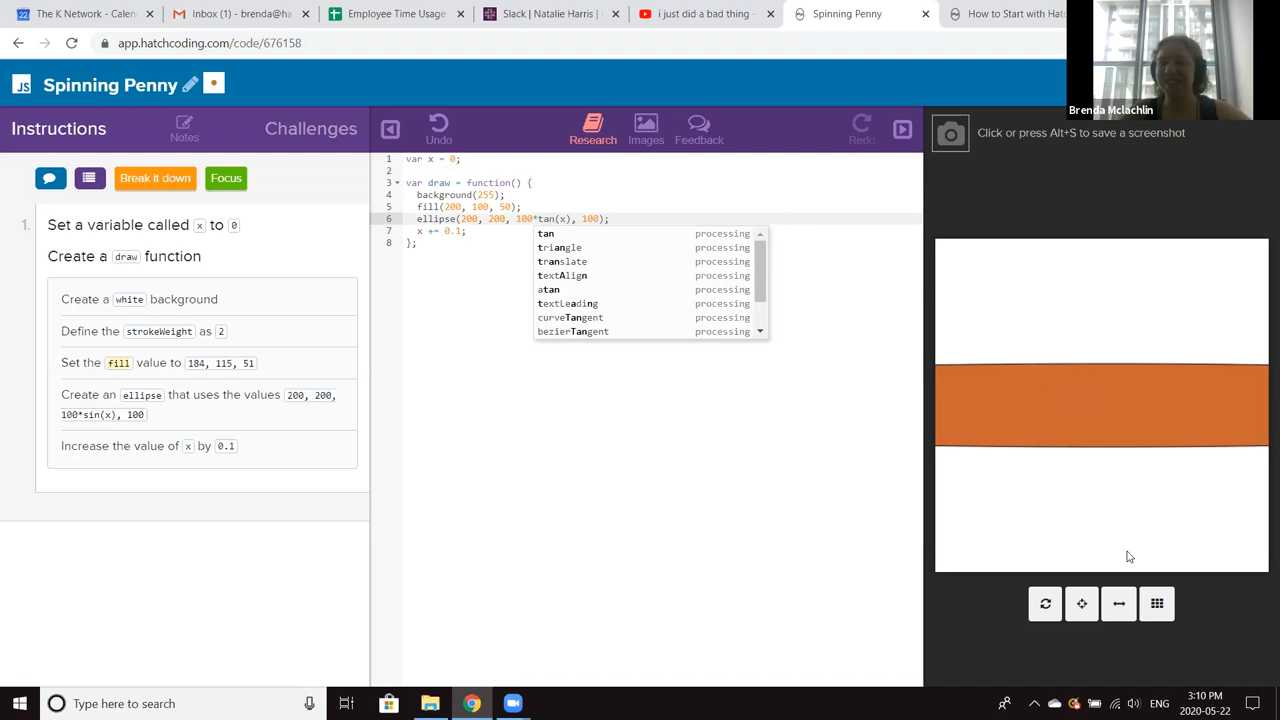 The K Network - Calen
Inbox (1) - brenda@ha
Employee Time Usage
Slack | Natalie Harris |
i just did a bad thing -
Spinning Penny
How to Start with Hat
app.hatchcoding.com/code/676158
JS Spinning Penny
Brenda Mclachlin
Instructions
Notes
Challenges
Undo
Research
Images
Feedback
Redo
Click or press Alt+S to save a screenshot
Break it down
Focus
1. Set a variable called x to 0
Create a draw function
Create a white background
Define the strokeWeight as 2
Set the fill value to 184, 115, 51
Create an ellipse that uses the values 200, 200,
100*sin(x), 100
Increase the value of x by 0.1
1 var x = 0;
2
3 var draw = function() {
4 background(255);
5 fill(200, 100, 50);
6 ellipse(200, 200, 100*tan(x), 100);
7 x += 0.1;
8 };
tan processing
triangle processing
translate processing
textAlign processing
atan processing
textLeading processing
curveTangent processing
bezierTangent processing
Type here to search
ENG
3:10 PM
2020-05-22